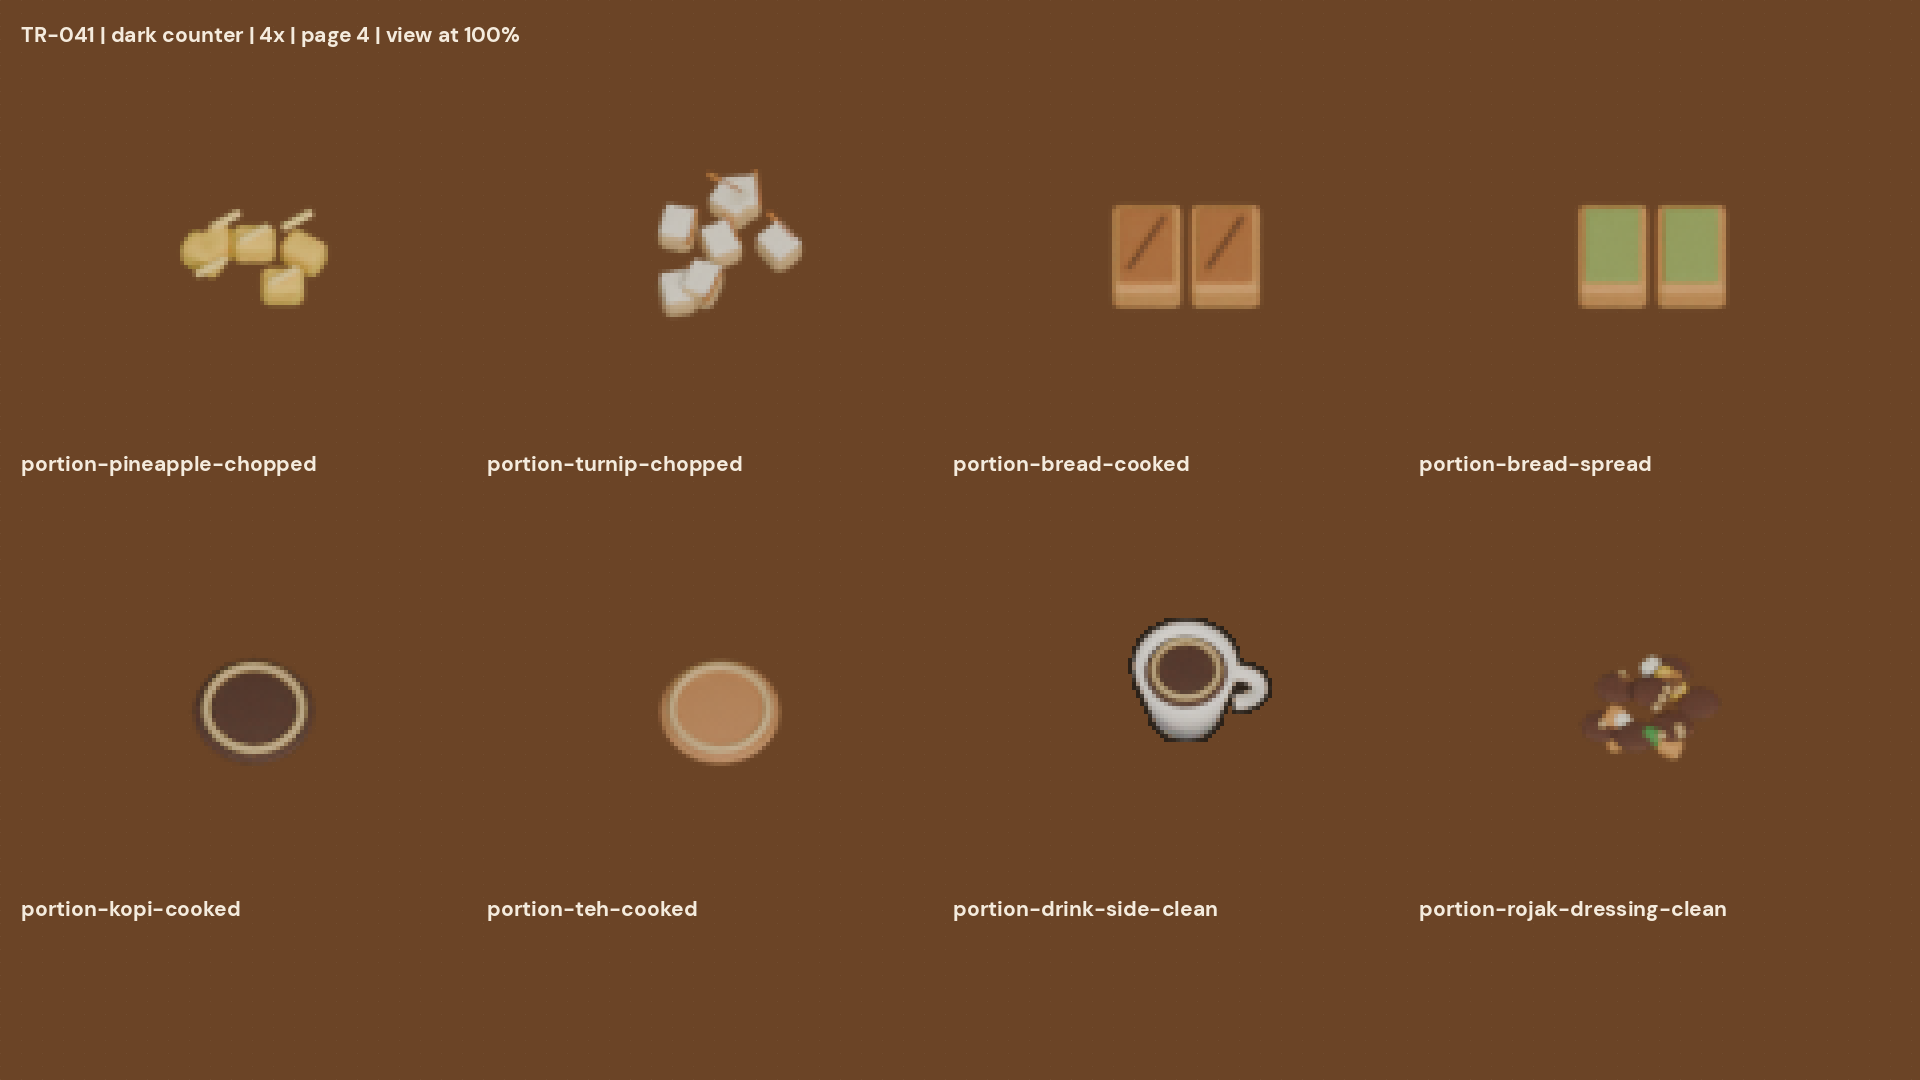 TR-041 | dark counter | 4x | page 4 | view at 100%
portion-pineapple-chopped
portion-turnip-chopped
portion-bread-cooked
portion-bread-spread
portion-kopi-cooked
portion-teh-cooked
portion-drink-side-clean
portion-rojak-dressing-clean